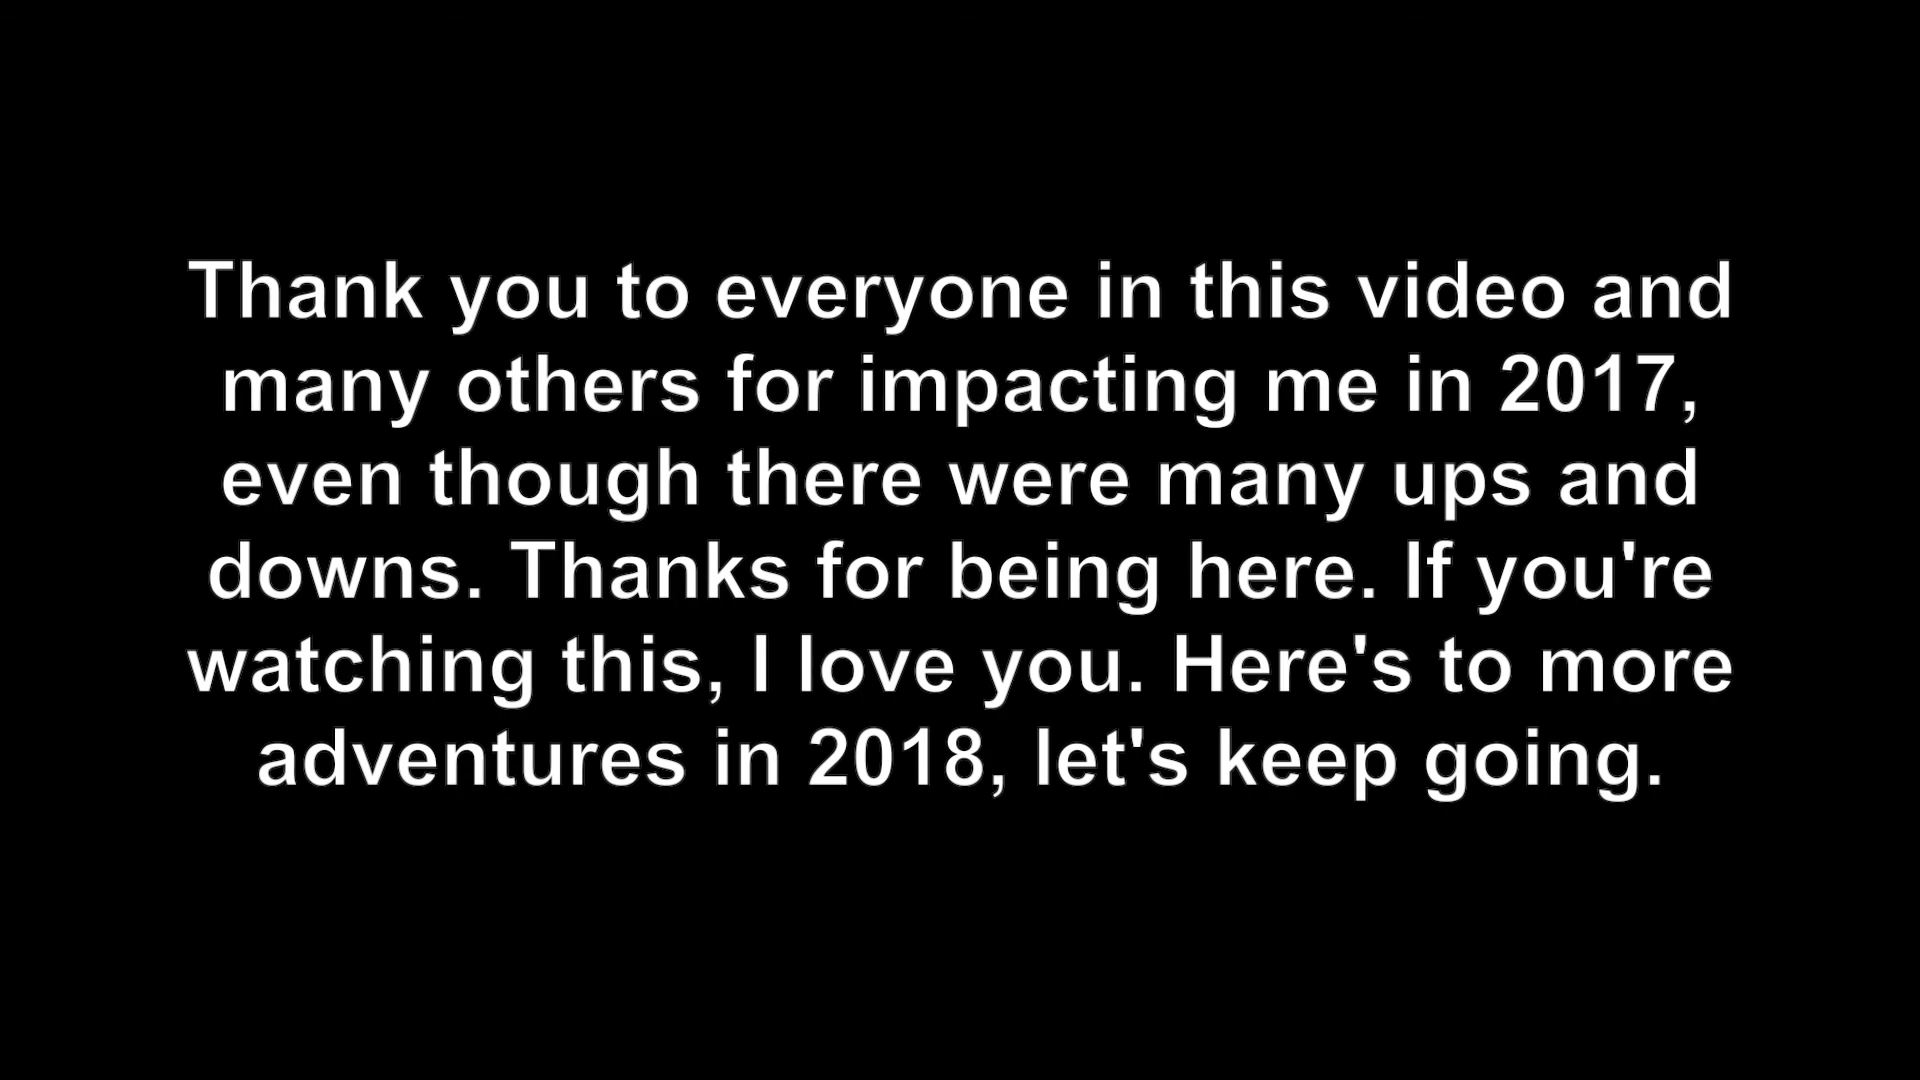 Thank you to everyone in this video and
many others for impacting me in 2017,
even though there were many ups and
downs. Thanks for being here. If you're
watching this, I love you. Here's to more
adventures in 2018, let's keep going.